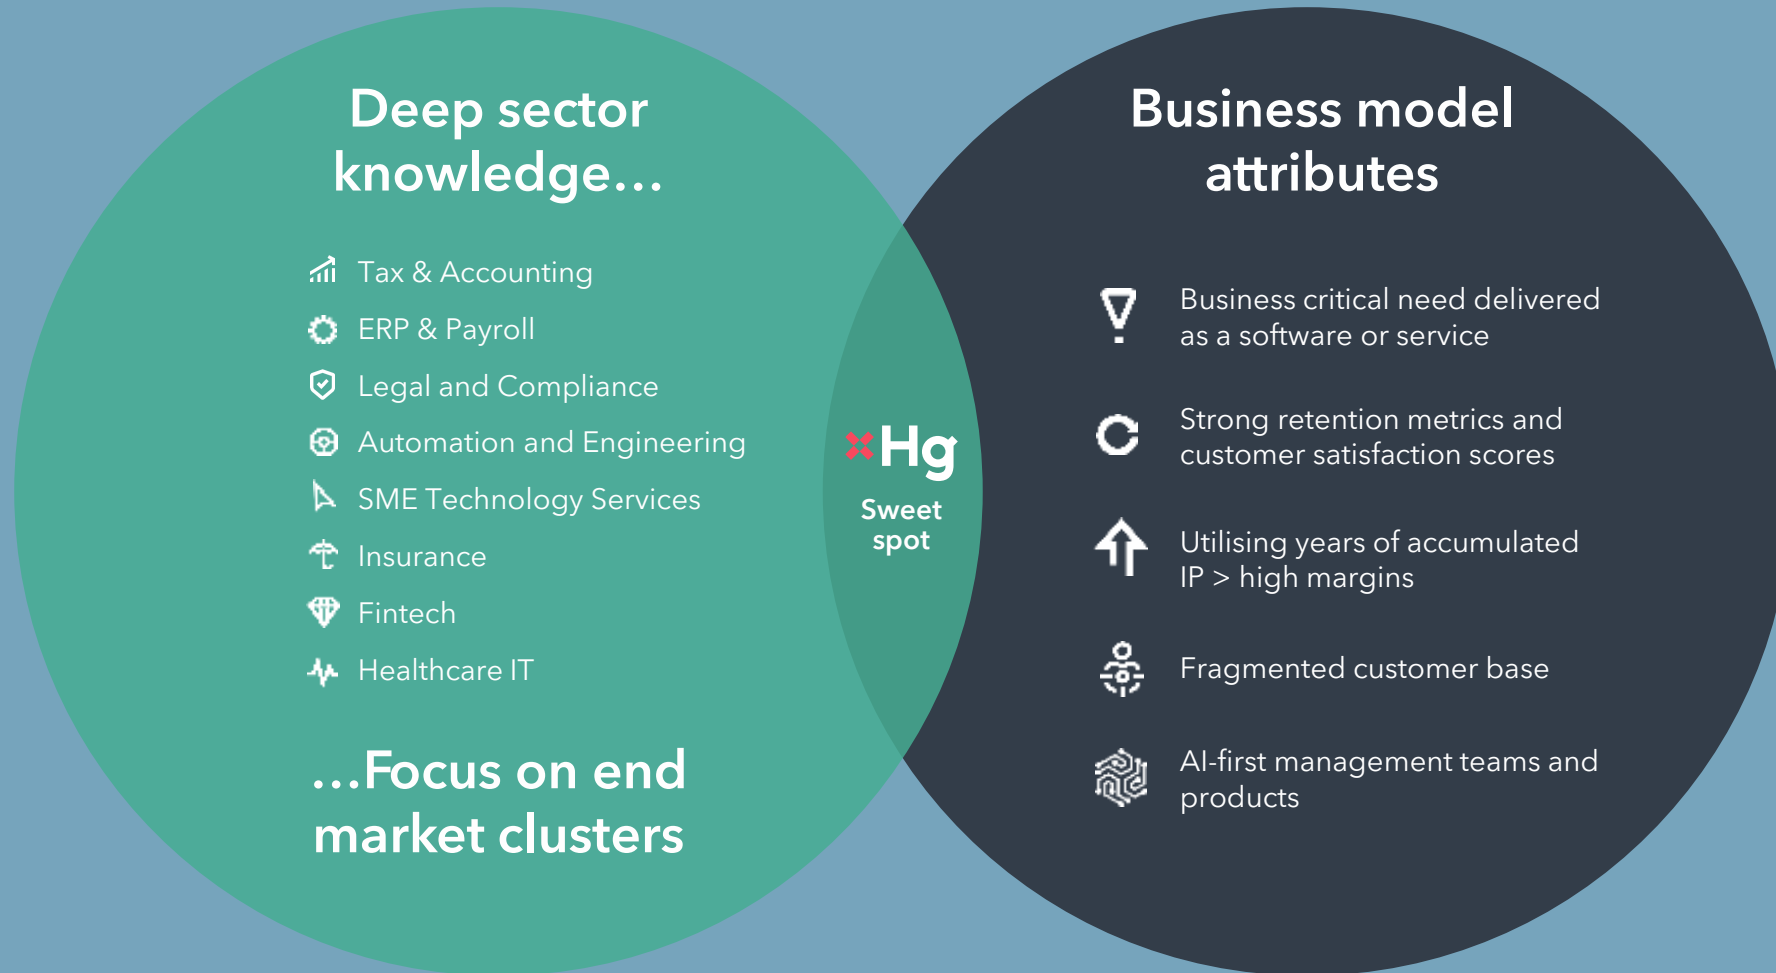 Deep sector
knowledge…
Tax & Accounting
ERP & Payroll
Legal and Compliance
Automation and Engineering
SME Technology Services
Insurance
Fintech
Healthcare IT
…Focus on end
market clusters
Hg
Sweet
spot
Business model
attributes
Business critical need delivered
as a software or service
Strong retention metrics and
customer satisfaction scores
Utilising years of accumulated
IP > high margins
Fragmented customer base
AI-first management teams and
products